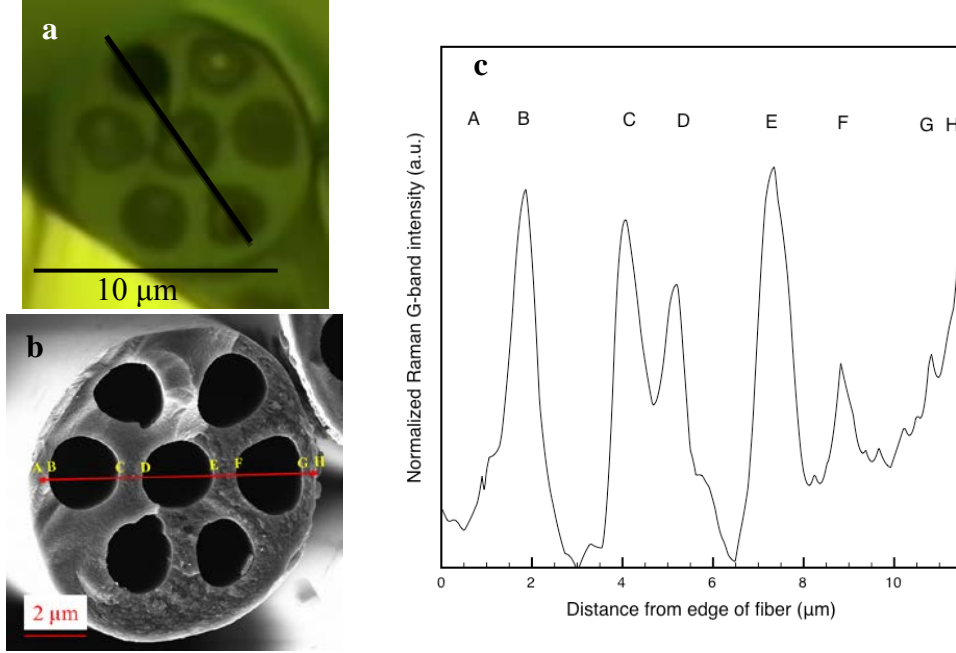 a
10 μm
b
A B C D E F G H
2 μm
c
A B C D E F G H
Normalized Raman G-band intensity (a.u.)
0 2 4 6 8 10
Distance from edge of fiber (μm)